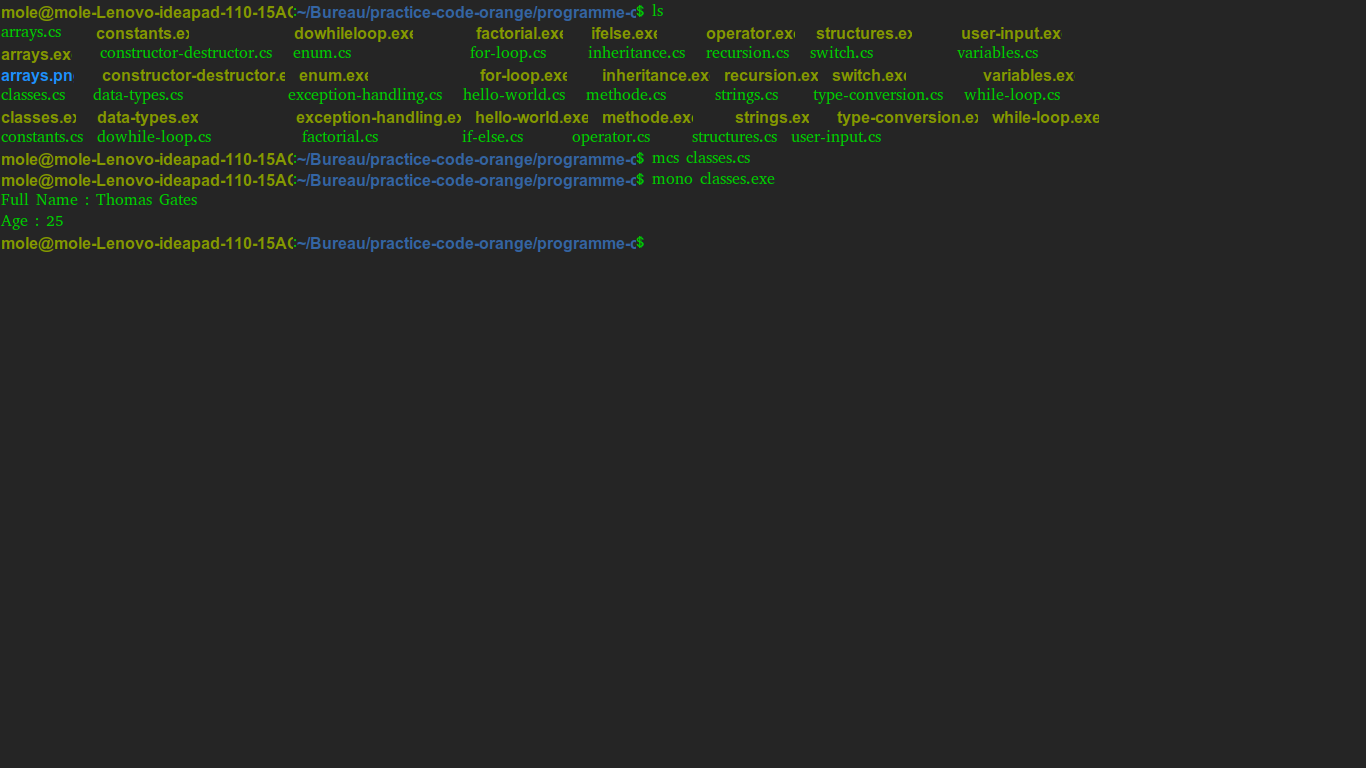 mole@mole-Lenovo-ideapad-110-15AC:~/Bureau/practice-code-orange/programme-c$ ls
arrays.cs constants.ex dowhileloop.exe factorial.exe ifelse.exe operator.exe structures.ex user-input.ex
arrays.ex constructor-destructor.cs enum.cs for-loop.cs inheritance.cs recursion.cs switch.cs variables.cs
arrays.pn constructor-destructor.e enum.exe for-loop.exe inheritance.ex recursion.ex switch.exe variables.ex
classes.cs data-types.cs exception-handling.cs hello-world.cs methode.cs strings.cs type-conversion.cs while-loop.cs
classes.ex data-types.ex exception-handling.ex hello-world.exe methode.exe strings.ex type-conversion.ex while-loop.exe
constants.cs dowhile-loop.cs factorial.cs if-else.cs operator.cs structures.cs user-input.cs
mole@mole-Lenovo-ideapad-110-15AC:~/Bureau/practice-code-orange/programme-c$ mcs classes.cs
mole@mole-Lenovo-ideapad-110-15AC:~/Bureau/practice-code-orange/programme-c$ mono classes.exe
Full Name : Thomas Gates
Age : 25
mole@mole-Lenovo-ideapad-110-15AC:~/Bureau/practice-code-orange/programme-c$